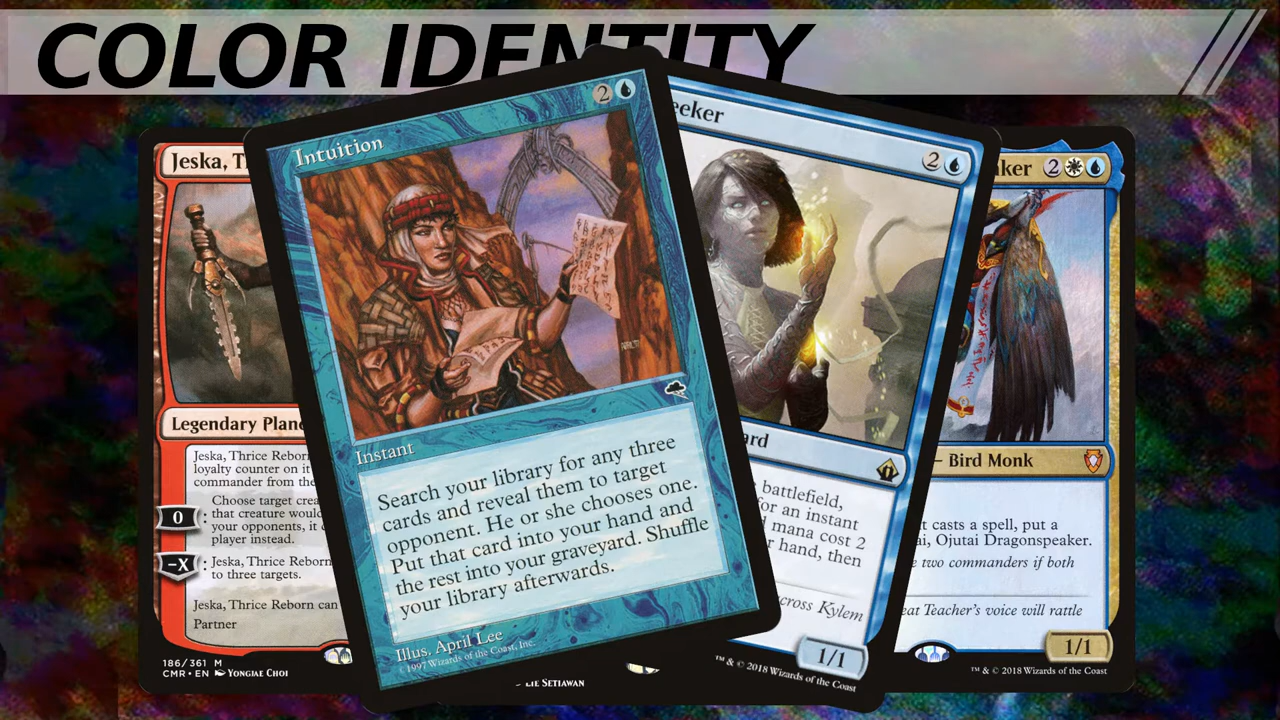 COLOR IDENTITY
Jeska, T
Legendary Plane
Jeska, Thrice Reborn
loyalty counter on it
commander from the
0 : Choose target crea
that creature would
your opponents, it d
player instead.
−X : Jeska, Thrice Reborn
to three targets.
Jeska, Thrice Reborn can
Partner
186/361 M
CMR • EN Yongjae Choi
Intuition 2
Instant
Search your library for any three
cards and reveal them to target
opponent. He or she chooses one.
Put that card into your hand and
the rest into your graveyard. Shuffle
your library afterwards.
Illus. April Lee
© 1997 Wizards of the Coast, Inc.
eeker 2
ard
battlefield,
for an instant
d mana cost 2
r hand, then
cross Kylem
1/1
™ & © 2018 Wizards of the Coast
lie Setiawan
aker 2
– Bird Monk
t casts a spell, put a
ai, Ojutai Dragonspeaker.
e two commanders if both
eat Teacher's voice will rattle
1/1
™ & © 2018 Wizards of the Coast